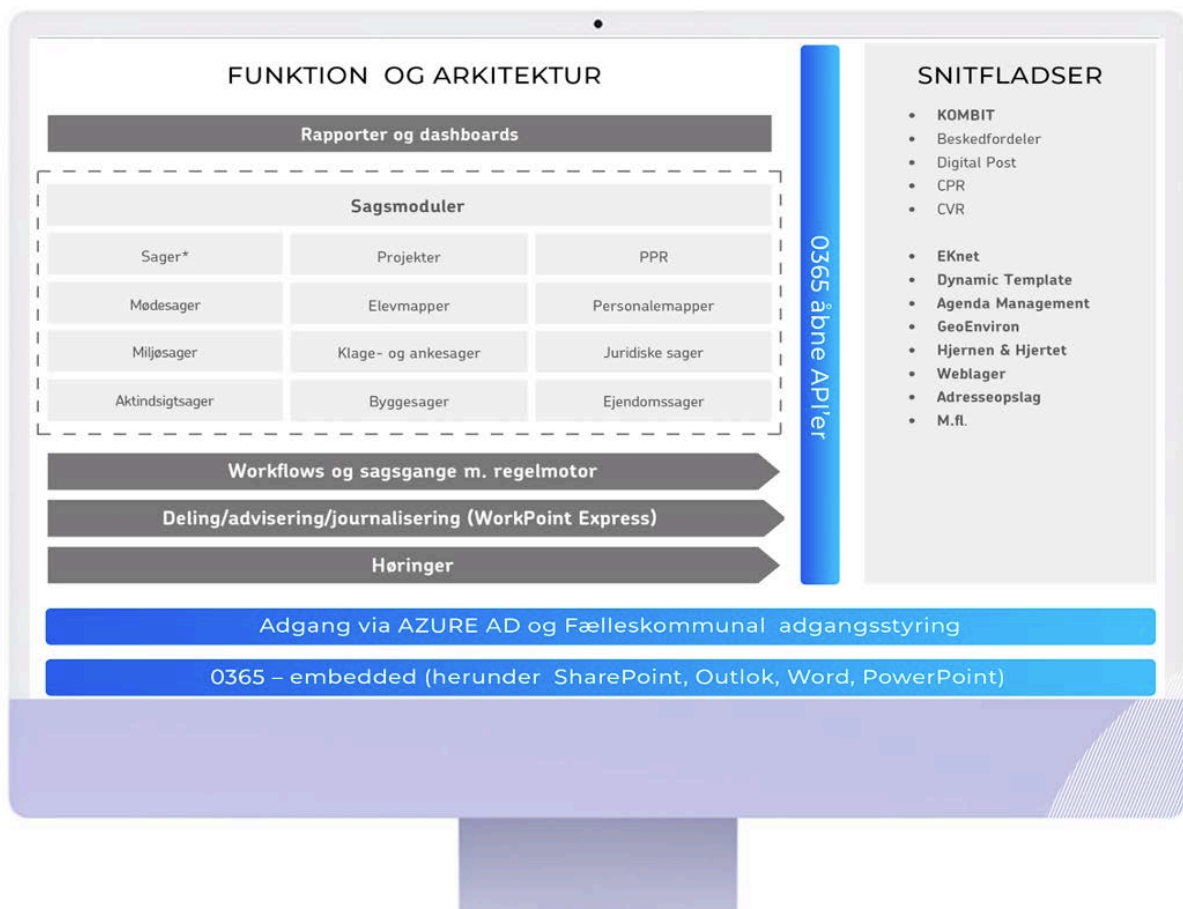 FUNKTION OG ARKITEKTUR
Rapporter og dashboards
Sagsmoduler
Sager*
Projekter
PPR
Mødesager
Elevmapper
Personalemapper
Miljøsager
Klage- og ankesager
Juridiske sager
Aktindsigtsager
Byggesager
Ejendomssager
Workflows og sagsgange m. regelmotor
Deling/advisering/journalisering (WorkPoint Express)
Høringer
0365 åbne API'er
SNITFLADSER
• KOMBIT
• Beskedfordeler
• Digital Post
• CPR
• CVR
• EKnet
• Dynamic Template
• Agenda Management
• GeoEnviron
• Hjernen & Hjertet
• Weblager
• Adresseopslag
• M.fl.
Adgang via AZURE AD og Fælleskommunal adgangsstyring
0365 – embedded (herunder SharePoint, Outlok, Word, PowerPoint)